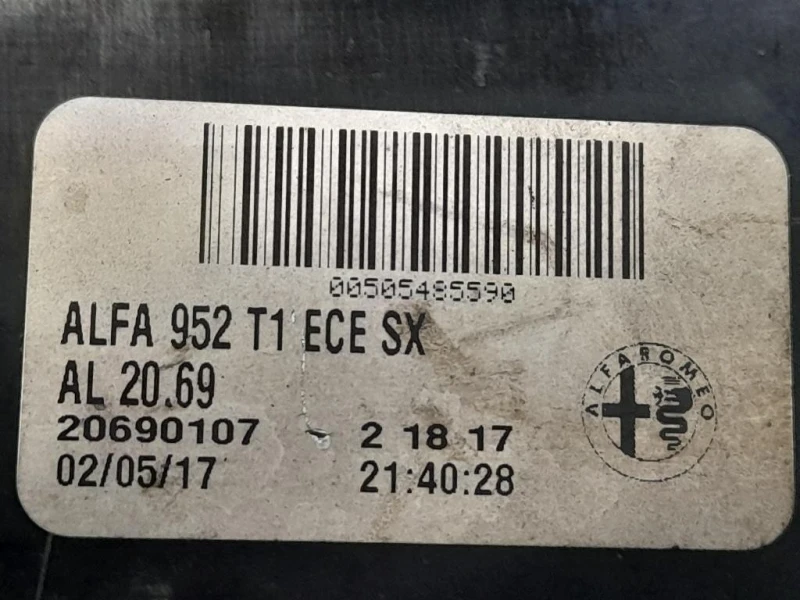 00505485590
ALFA 952 T1 ECE SX
AL 20.69
20690107 2 18 17
02/05/17 21:40:28
ALFA ROMEO